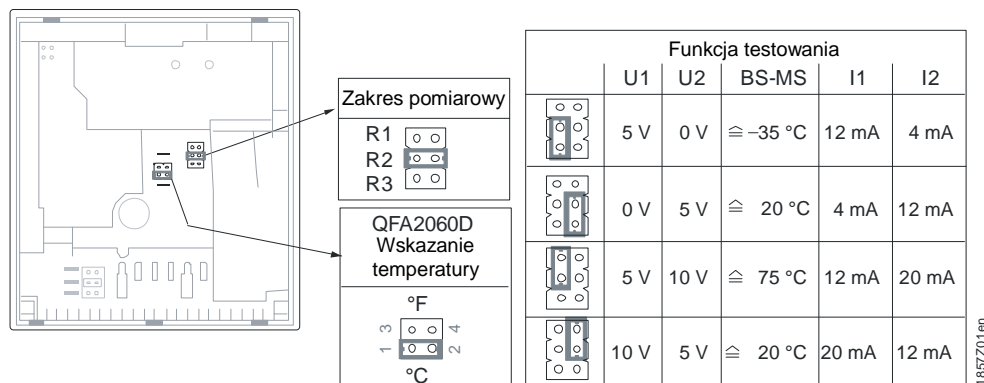 Zakres pomiarowy
R1
R2
R3
QFA2060D
Wskazanie
temperatury
°F
3 4
1 2
°C
Funkcja testowania
U1 U2 BS-MS I1 I2
5 V 0 V ≙ –35 °C 12 mA 4 mA
0 V 5 V ≙ 20 °C 4 mA 12 mA
5 V 10 V ≙ 75 °C 12 mA 20 mA
10 V 5 V ≙ 20 °C 20 mA 12 mA
1857Z01en